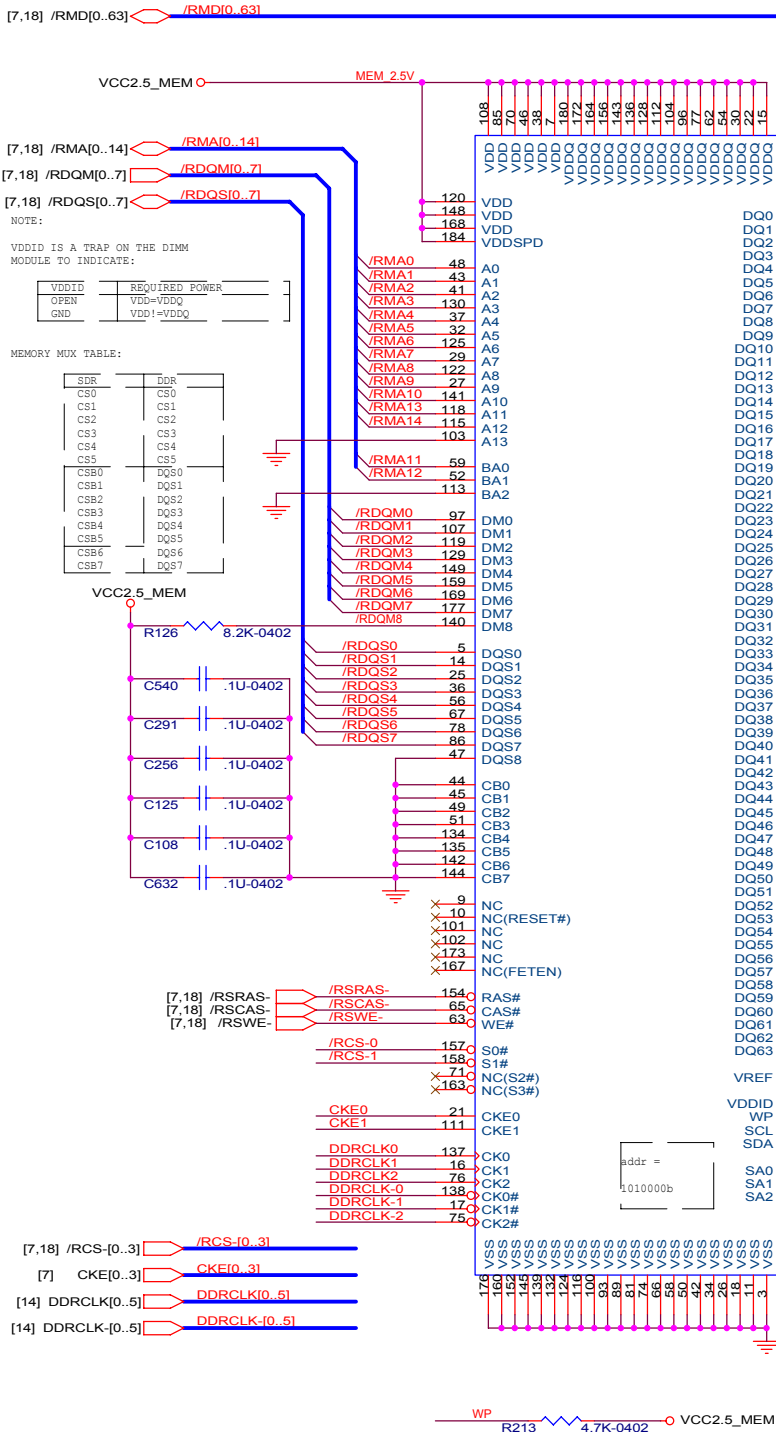 [7,18] /RMD[0..63] /RMD[0..63]
VCC2.5_MEM MEM_2.5V
108 85 70 46 38 7 180 172 164 156 143 136 128 112 104 96 77 62 54 30 22 15
VDD VDD VDD VDD VDD VDD VDDQ VDDQ VDDQ VDDQ VDDQ VDDQ VDDQ VDDQ VDDQ VDDQ VDDQ VDDQ VDDQ VDDQ VDDQ VDDQ
[7,18] /RMA[0..14] /RMA[0..14]
[7,18] /RDQM[0..7] /RDQM[0..7]
[7,18] /RDQS[0..7] /RDQS[0..7]
NOTE:
VDDID IS A TRAP ON THE DIMM
MODULE TO INDICATE:
VDDID REQUIRED POWER
OPEN VDD=VDDQ
GND VDD!=VDDQ
MEMORY MUX TABLE:
SDR DDR
CS0 CS0
CS1 CS1
CS2 CS2
CS3 CS3
CS4 CS4
CS5 CS5
CSB0 DQS0
CSB1 DQS1
CSB2 DQS2
CSB3 DQS3
CSB4 DQS4
CSB5 DQS5
CSB6 DQS6
CSB7 DQS7
VCC2.5_MEM
R126 8.2K-0402
C540 .1U-0402
C291 .1U-0402
C256 .1U-0402
C125 .1U-0402
C108 .1U-0402
C632 .1U-0402
120 VDD
148 VDD
168 VDD
184 VDDSPD
/RMA0 48 A0
/RMA1 43 A1
/RMA2 41 A2
/RMA3 130 A3
/RMA4 37 A4
/RMA5 32 A5
/RMA6 125 A6
/RMA7 29 A7
/RMA8 122 A8
/RMA9 27 A9
/RMA10 141 A10
/RMA13 118 A11
/RMA14 115 A12
103 A13
/RMA11 59 BA0
/RMA12 52 BA1
113 BA2
/RDQM0 97 DM0
/RDQM1 107 DM1
/RDQM2 119 DM2
/RDQM3 129 DM3
/RDQM4 149 DM4
/RDQM5 159 DM5
/RDQM6 169 DM6
/RDQM7 177 DM7
/RDQM8 140 DM8
/RDQS0 5 DQS0
/RDQS1 14 DQS1
/RDQS2 25 DQS2
/RDQS3 36 DQS3
/RDQS4 56 DQS4
/RDQS5 67 DQS5
/RDQS6 78 DQS6
/RDQS7 86 DQS7
47 DQS8
44 CB0
45 CB1
49 CB2
51 CB3
134 CB4
135 CB5
142 CB6
144 CB7
9 NC
10 NC(RESET#)
101 NC
102 NC
173 NC
167 NC(FETEN)
[7,18] /RSRAS- /RSRAS- 154 RAS#
[7,18] /RSCAS- /RSCAS- 65 CAS#
[7,18] /RSWE- /RSWE- 63 WE#
/RCS-0 157 S0#
/RCS-1 158 S1#
71 NC(S2#)
163 NC(S3#)
CKE0 21 CKE0
CKE1 111 CKE1
DDRCLK0 137 CK0
DDRCLK1 16 CK1
DDRCLK2 76 CK2
DDRCLK-0 138 CK0#
DDRCLK-1 17 CK1#
DDRCLK-2 75 CK2#
DQ0
DQ1
DQ2
DQ3
DQ4
DQ5
DQ6
DQ7
DQ8
DQ9
DQ10
DQ11
DQ12
DQ13
DQ14
DQ15
DQ16
DQ17
DQ18
DQ19
DQ20
DQ21
DQ22
DQ23
DQ24
DQ25
DQ26
DQ27
DQ28
DQ29
DQ30
DQ31
DQ32
DQ33
DQ34
DQ35
DQ36
DQ37
DQ38
DQ39
DQ40
DQ41
DQ42
DQ43
DQ44
DQ45
DQ46
DQ47
DQ48
DQ49
DQ50
DQ51
DQ52
DQ53
DQ54
DQ55
DQ56
DQ57
DQ58
DQ59
DQ60
DQ61
DQ62
DQ63
VREF
VDDID
WP
SCL
SDA
SA0
SA1
SA2
addr =
1010000b
VSS VSS VSS VSS VSS VSS VSS VSS VSS VSS VSS VSS VSS VSS VSS VSS VSS VSS VSS VSS VSS VSS
176 160 152 145 139 132 124 116 100 93 89 81 74 66 58 50 42 34 26 18 11 3
[7,18] /RCS-[0..3] /RCS-[0..3]
[7] CKE[0..3] CKE[0..3]
[14] DDRCLK[0..5] DDRCLK[0..5]
[14] DDRCLK-[0..5] DDRCLK-[0..5]
WP R213 4.7K-0402 VCC2.5_MEM